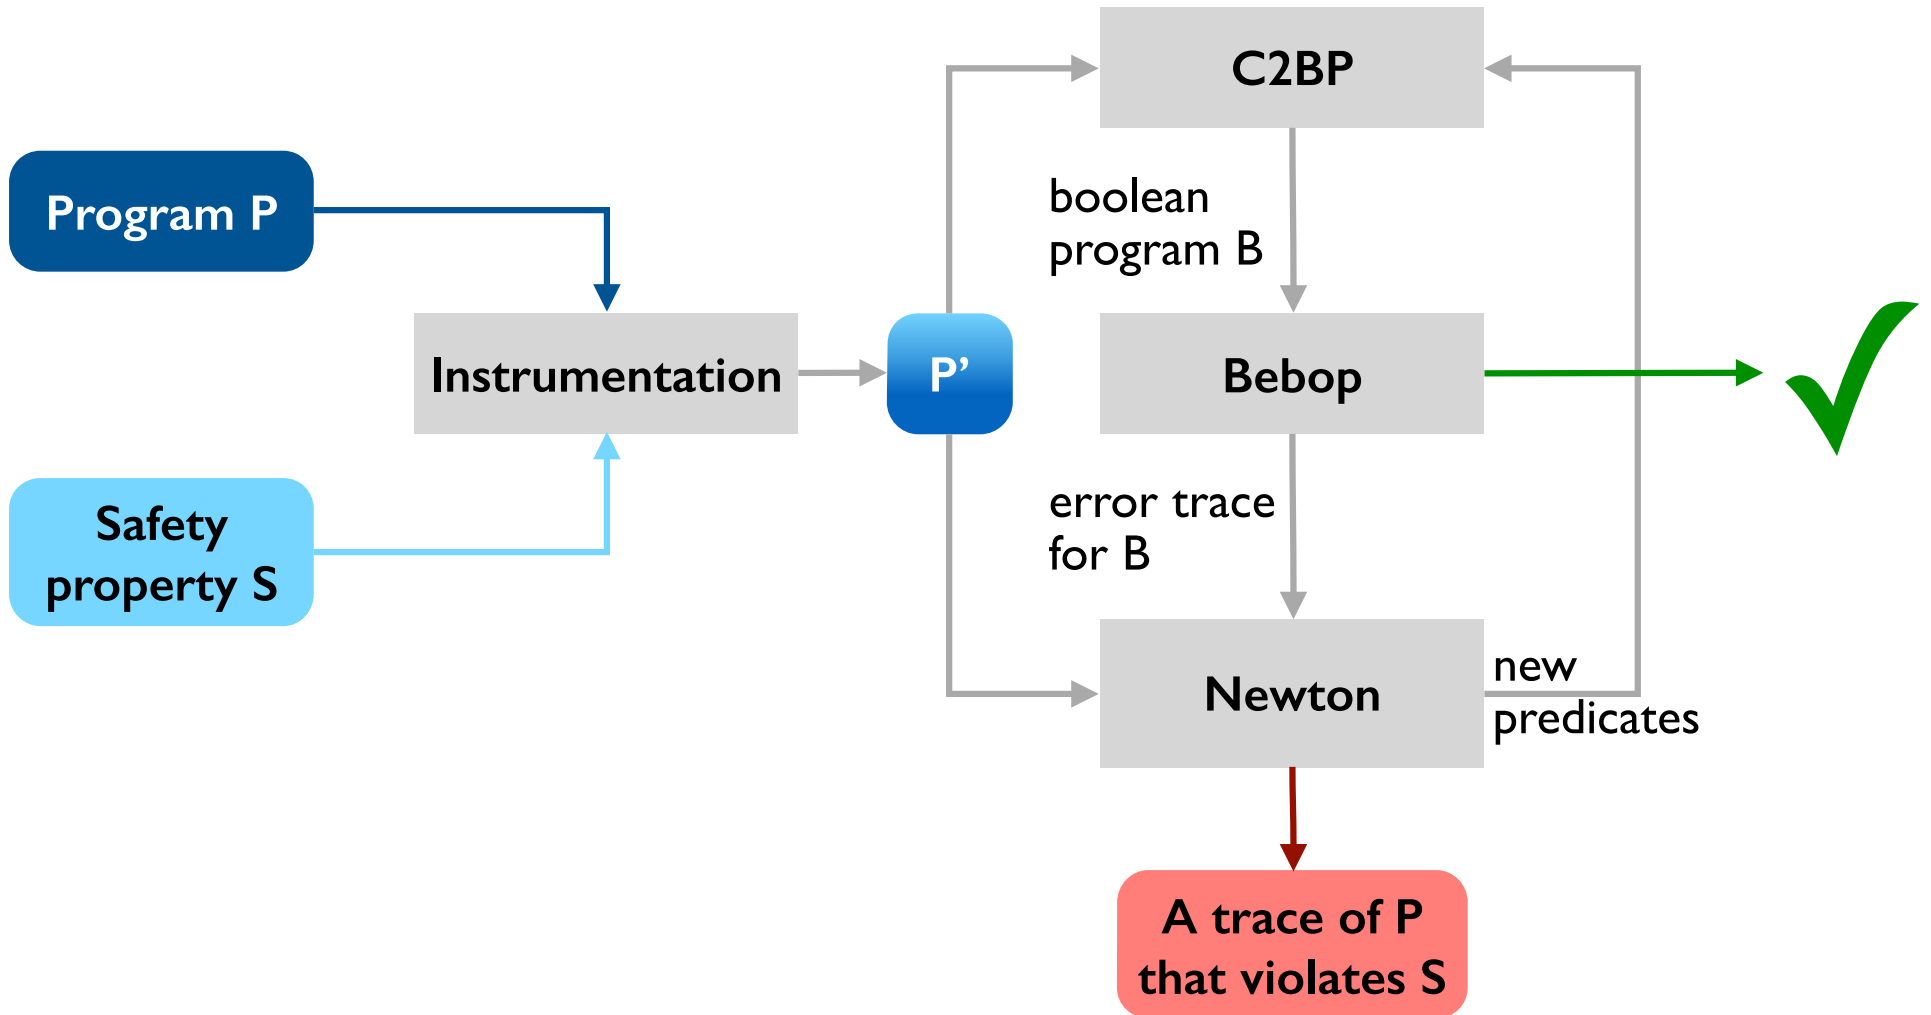 C2BP
Program P
boolean
program B
Instrumentation
P’
Bebop
Safety
property S
error trace
for B
Newton
new
predicates
A trace of P
that violates S